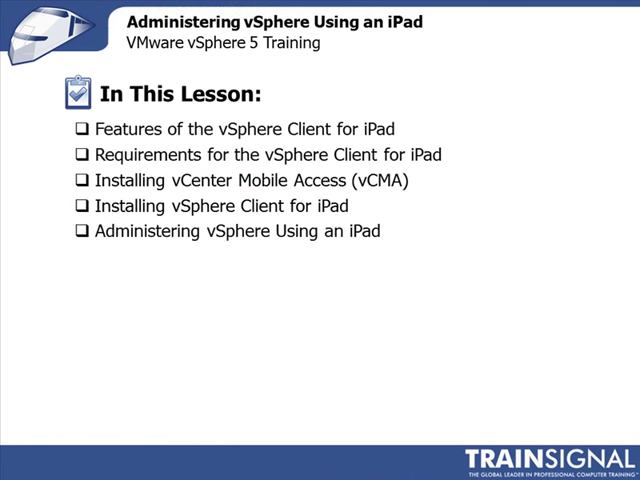 Administering vSphere Using an iPad
VMware vSphere 5 Training
In This Lesson:
Features of the vSphere Client for iPad
Requirements for the vSphere Client for iPad
Installing vCenter Mobile Access (vCMA)
Installing vSphere Client for iPad
Administering vSphere Using an iPad
TRAINSIGNAL
THE GLOBAL LEADER IN PROFESSIONAL COMPUTER TRAINING™